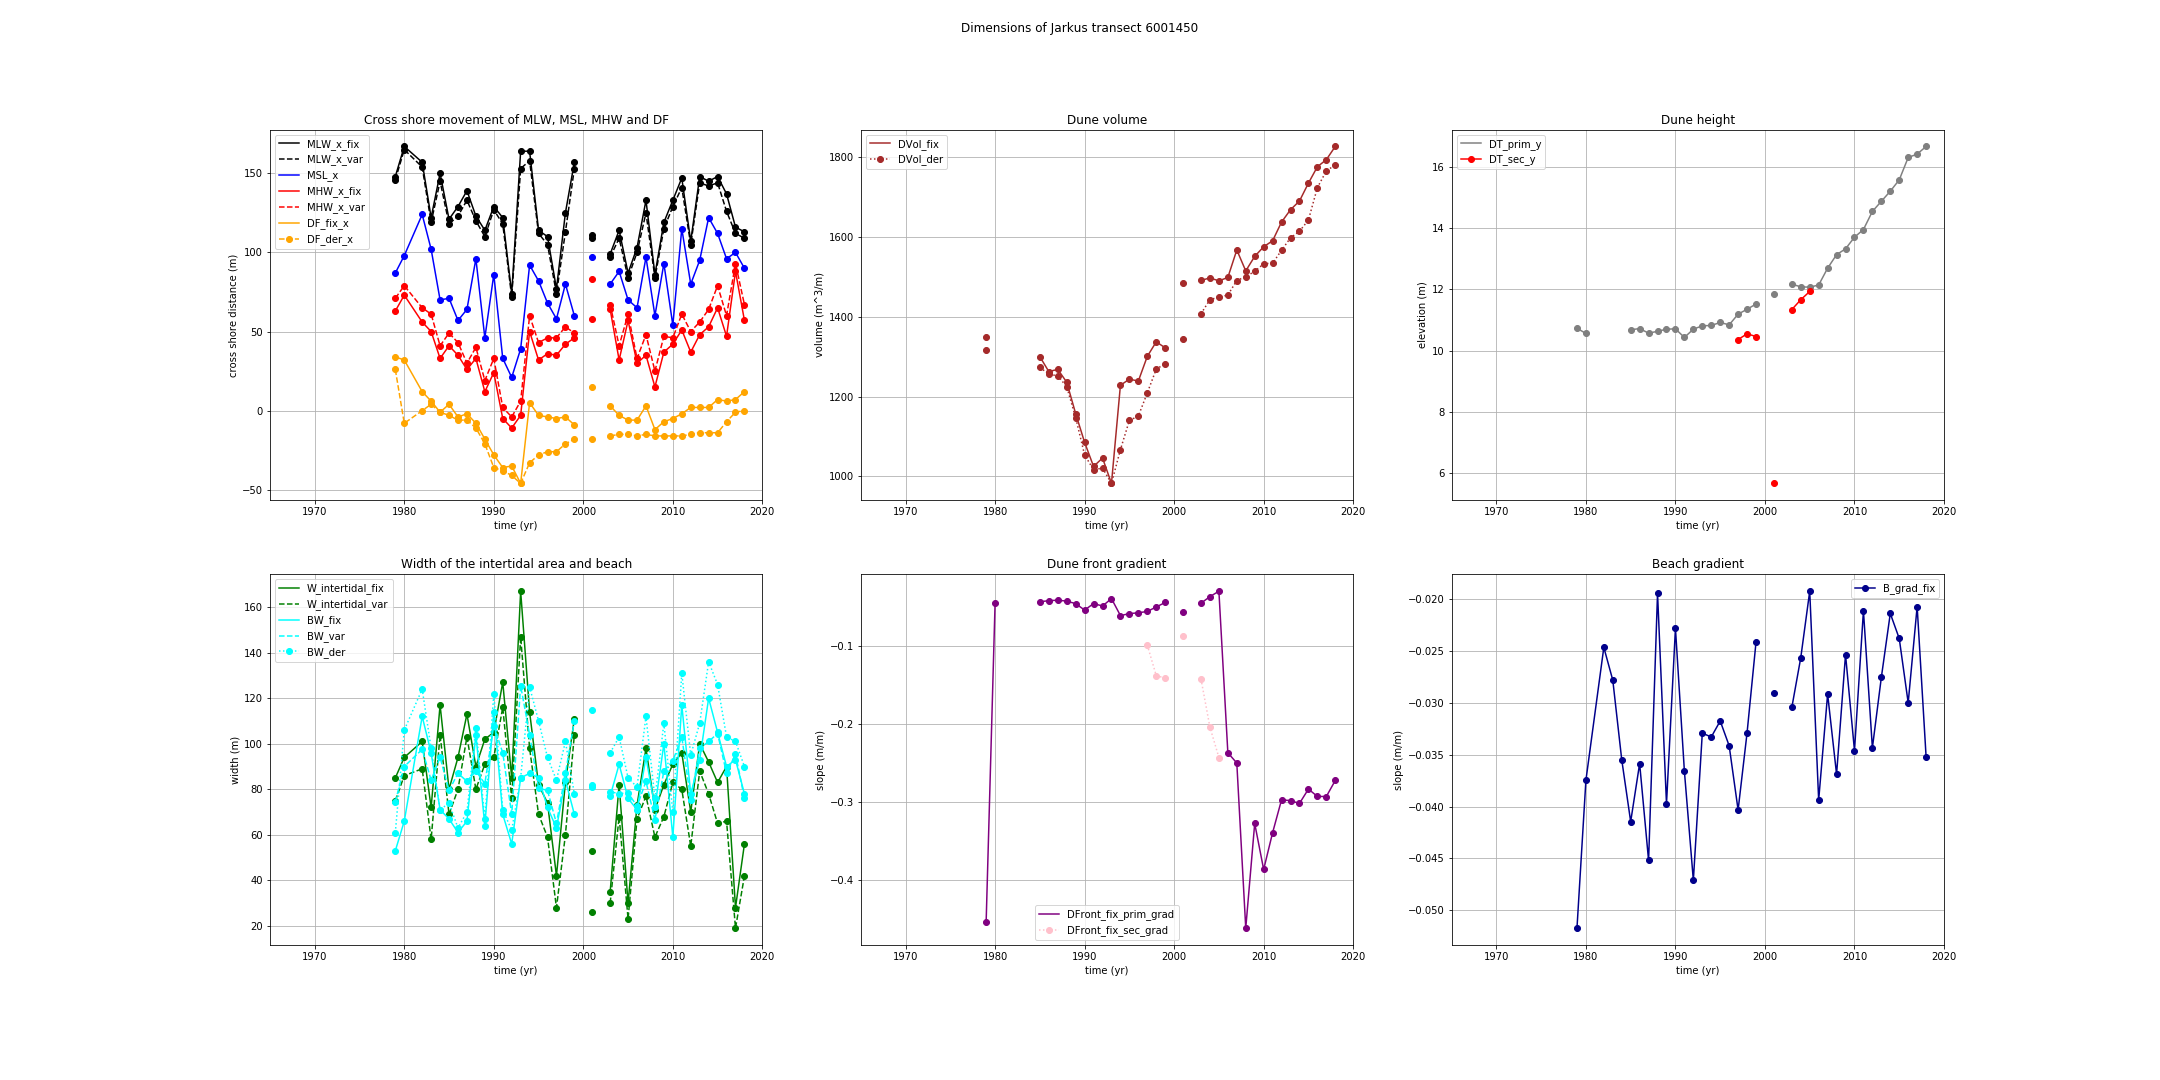 Dimensions of Jarkus transect 6001450
Cross shore movement of MLW, MSL, MHW and DF
MLW_x_fix
MLW_x_var
MSL_x
MHW_x_fix
MHW_x_var
DF_fix_x
DF_der_x
150
100
50
0
−50
cross shore distance (m)
1970 1980 1990 2000 2010 2020
time (yr)
Dune volume
DVol_fix
DVol_der
1800
1600
1400
1200
1000
volume (m^3/m)
1970 1980 1990 2000 2010 2020
time (yr)
Dune height
DT_prim_y
DT_sec_y
16
14
12
10
8
6
elevation (m)
1970 1980 1990 2000 2010 2020
time (yr)
Width of the intertidal area and beach
W_intertidal_fix
W_intertidal_var
BW_fix
BW_var
BW_der
160
140
120
100
80
60
40
20
width (m)
1970 1980 1990 2000 2010 2020
time (yr)
Dune front gradient
−0.1
−0.2
−0.3
−0.4
slope (m/m)
DFront_fix_prim_grad
DFront_fix_sec_grad
1970 1980 1990 2000 2010 2020
time (yr)
Beach gradient
B_grad_fix
−0.020
−0.025
−0.030
−0.035
−0.040
−0.045
−0.050
slope (m/m)
1970 1980 1990 2000 2010 2020
time (yr)